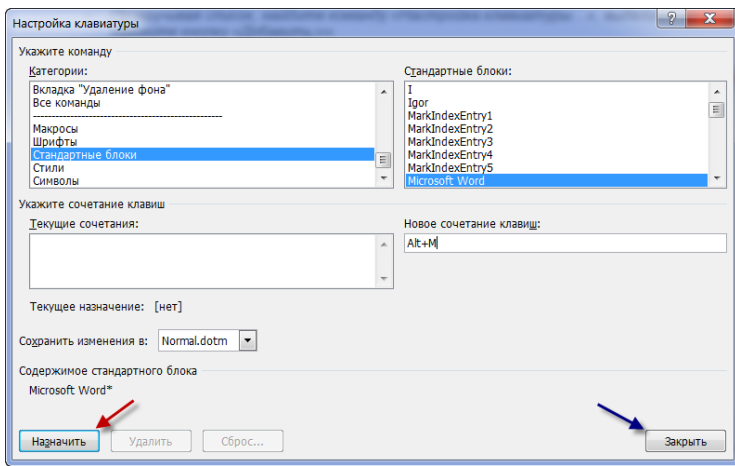 Настройка клавиатуры
Укажите команду
Категории:
Вкладка "Удаление фона"
Все команды
--------------------------------------------------
Макросы
Шрифты
Стандартные блоки
Стили
Символы
Стандартные блоки:
I
Igor
MarkIndexEntry1
MarkIndexEntry2
MarkIndexEntry3
MarkIndexEntry4
MarkIndexEntry5
Microsoft Word
Укажите сочетание клавиш
Текущие сочетания:
Новое сочетание клавиш:
Alt+M
Текущее назначение: [нет]
Сохранить изменения в: Normal.dotm
Содержимое стандартного блока
Microsoft Word*
Назначить
Удалить
Сброс...
Закрыть